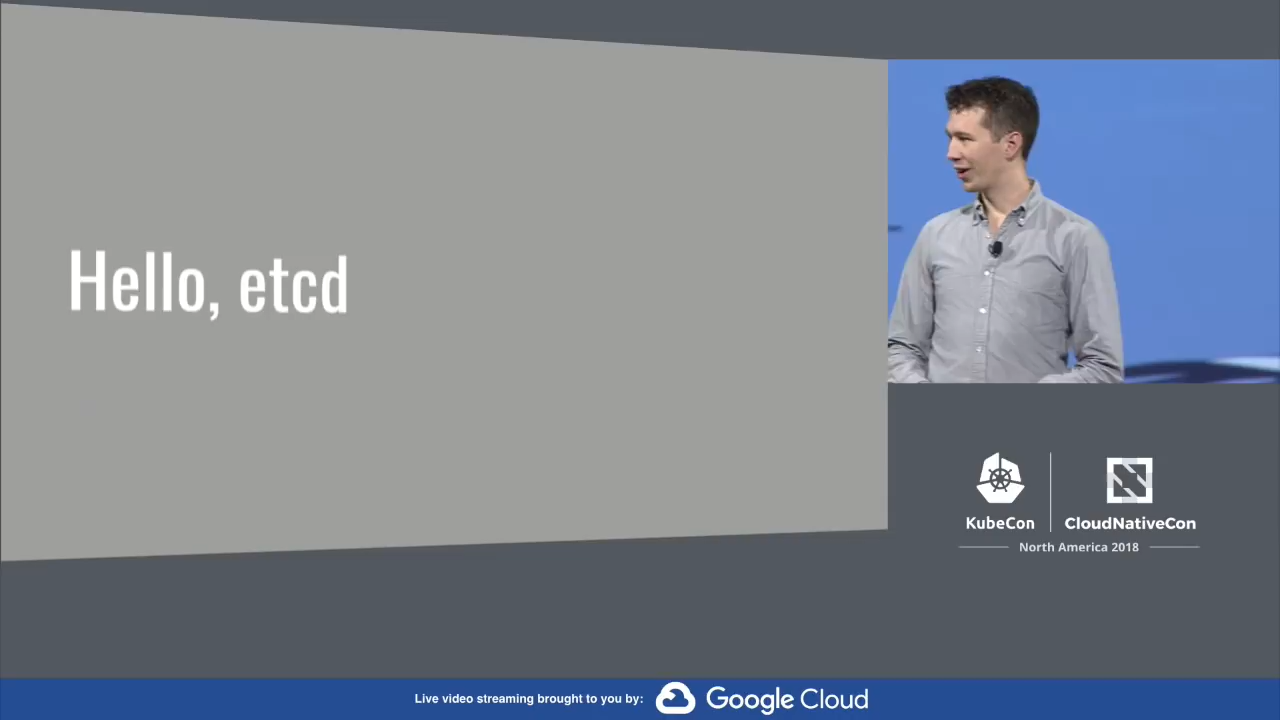 Hello, etcd
KubeCon
CloudNativeCon
North America 2018
Live video streaming brought to you by:
Google Cloud